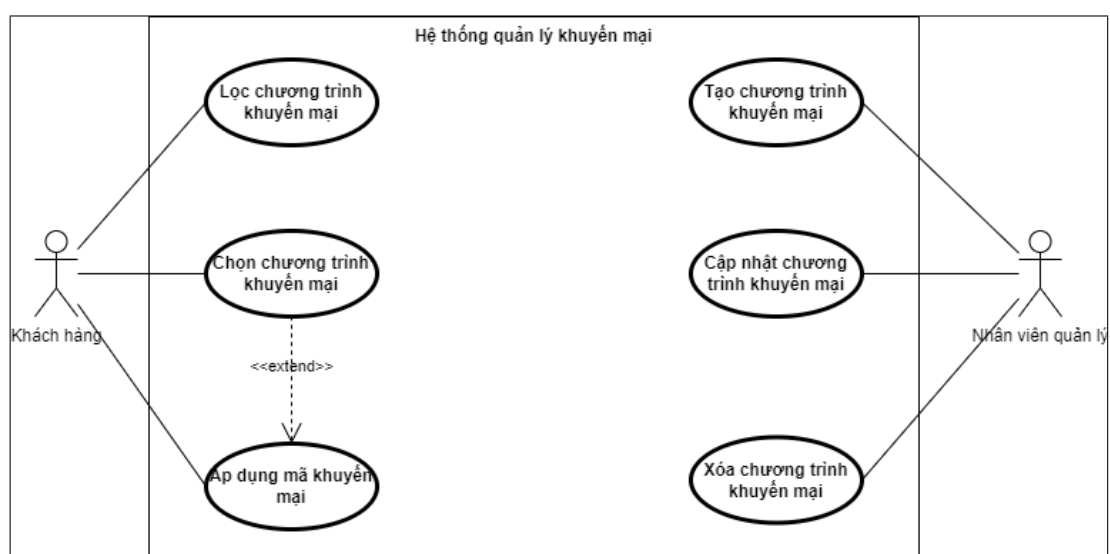 Hệ thống quản lý khuyến mại
Lọc chương trình
khuyến mại
Tạo chương trình
khuyến mại
Chọn chương trình
khuyến mại
Cập nhật chương
trình khuyến mại
Khách hàng
Nhân viên quản lý
<<extend>>
Áp dụng mã khuyến
mại
Xóa chương trình
khuyến mại